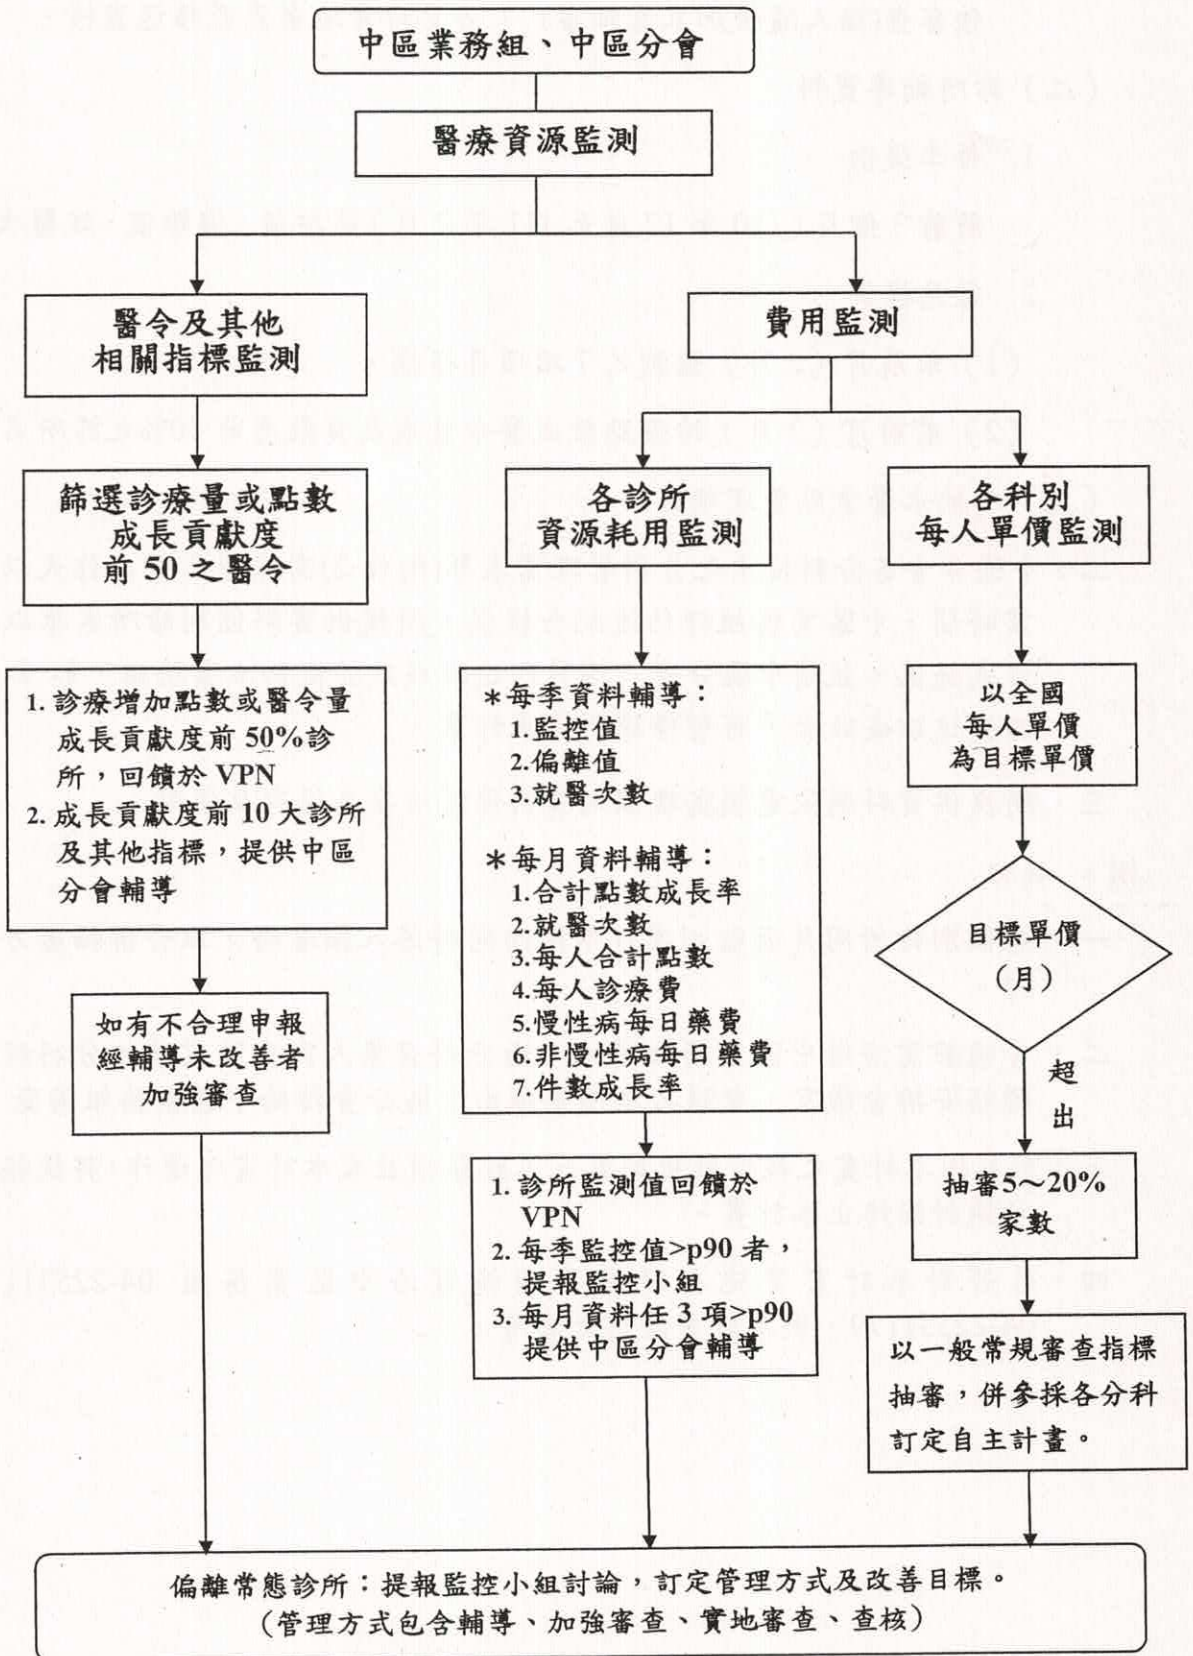 中區業務組、中區分會
醫療資源監測
醫令及其他
相關指標監測
費用監測
篩選診療量或點數
成長貢獻度
前 50 之醫令
各診所
資源耗用監測
各科別
每人單價監測
1. 診療增加點數或醫令量
成長貢獻度前 50%診
所，回饋於 VPN
2. 成長貢獻度前 10 大診所
及其他指標，提供中區
分會輔導
＊每季資料輔導：
1.監控值
2.偏離值
3.就醫次數
＊每月資料輔導：
1.合計點數成長率
2.就醫次數
3.每人合計點數
4.每人診療費
5.慢性病每日藥費
6.非慢性病每日藥費
7.件數成長率
以全國
每人單價
為目標單價
目標單價
（月）
超
出
如有不合理申報
經輔導未改善者
加強審查
1. 診所監測值回饋於
VPN
2. 每季監控值>p90 者，
提報監控小組
3. 每月資料任 3 項>p90
提供中區分會輔導
抽審5～20%
家數
以一般常規審查指標
抽審，併參採各分科
訂定自主計畫。
偏離常態診所：提報監控小組討論，訂定管理方式及改善目標。
（管理方式包含輔導、加強審查、實地審查、查核）